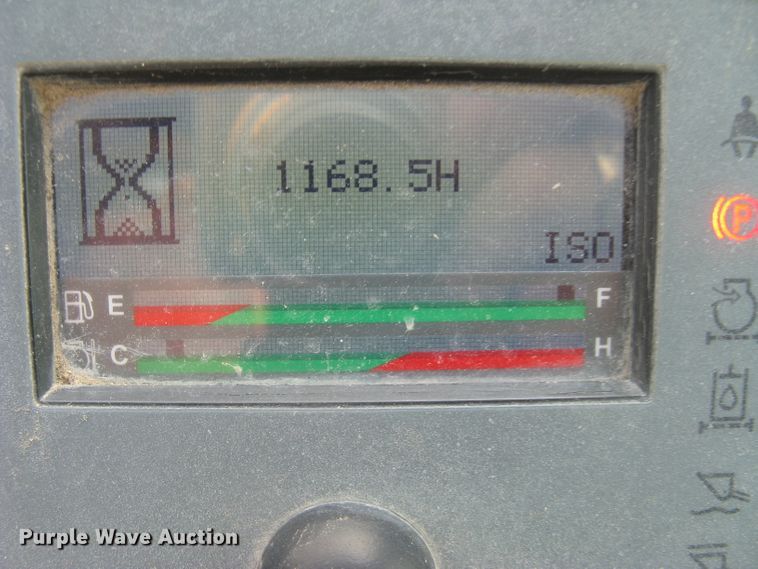 1168.5H
ISO
E F
C H
P
Purple Wave Auction